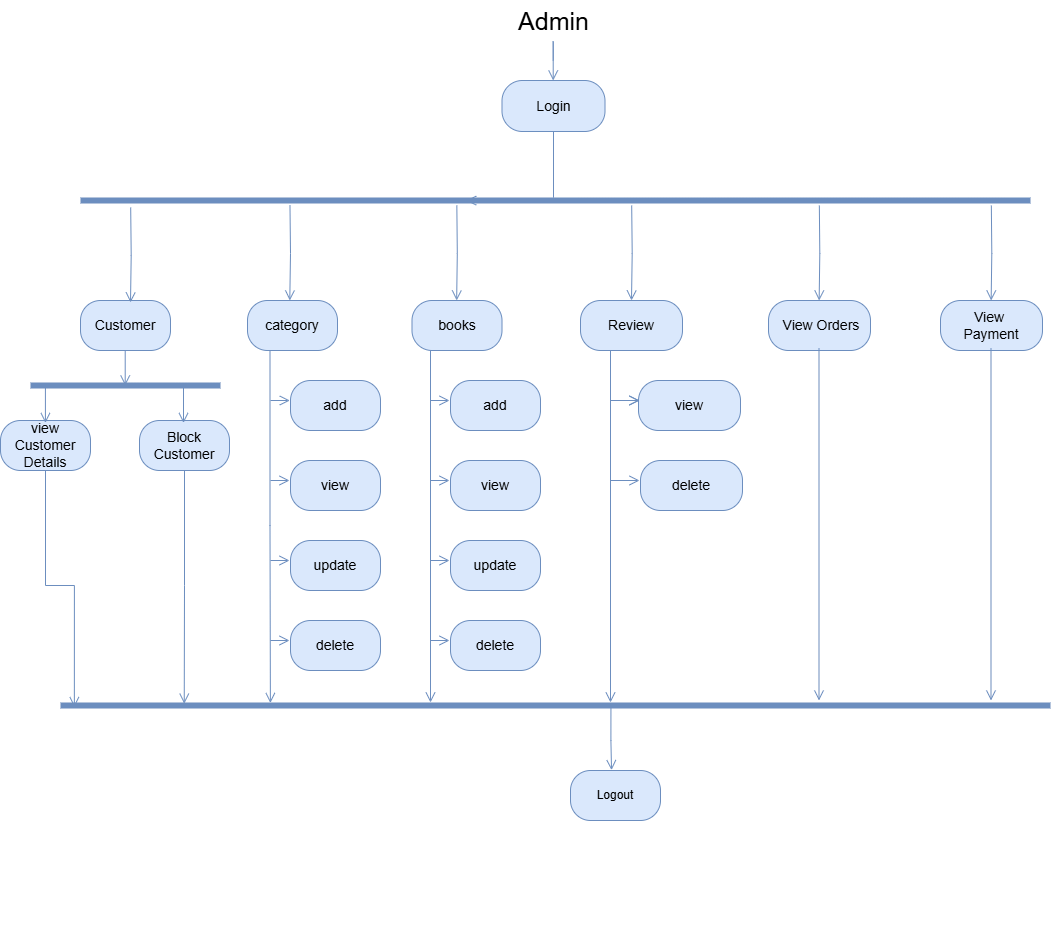 Admin
Login
Customer
category
books
Review
View Orders
View
Payment
view
Customer
Details
Block
Customer
add
add
view
view
view
delete
update
update
delete
delete
Logout